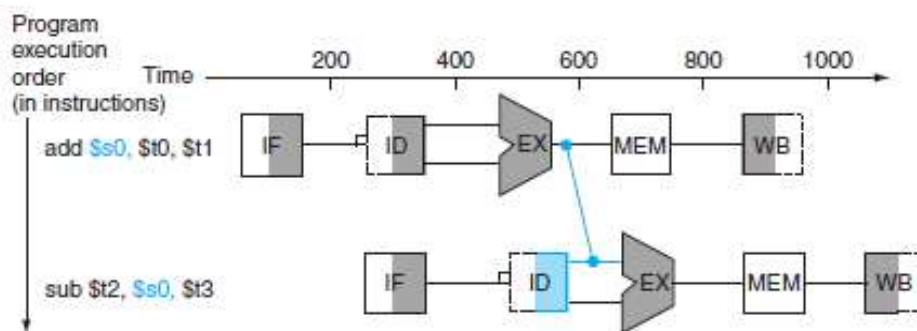 Program
execution
order
(in instructions)
Time
200 400 600 800 1000
add $s0, $t0, $t1
IF ID EX MEM WB
sub $t2, $s0, $t3
IF ID EX MEM WB